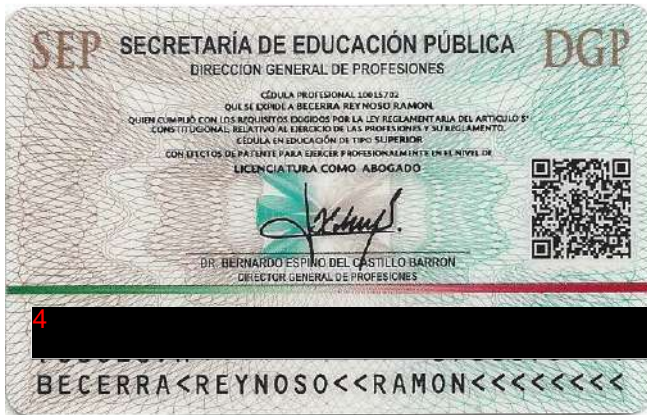 SEP SECRETARÍA DE EDUCACIÓN PÚBLICA DGP
DIRECCIÓN GENERAL DE PROFESIONES
CÉDULA PROFESIONAL 10015702
QUE SE EXPIDE A BECERRA REYNOSO RAMON,
QUIEN CUMPLIÓ CON LOS REQUISITOS EXIGIDOS POR LA LEY REGLAMENTARIA DEL ARTÍCULO 5°
CONSTITUCIONAL, RELATIVO AL EJERCICIO DE LAS PROFESIONES Y SU REGLAMENTO,
CÉDULA EN EDUCACIÓN DE TIPO SUPERIOR
CON EFECTOS DE PATENTE PARA EJERCER PROFESIONALMENTE EN EL NIVEL DE
LICENCIATURA COMO ABOGADO
DR. BERNARDO ESPINO DEL CASTILLO BARRON
DIRECTOR GENERAL DE PROFESIONES
4
BECERRA<REYNOSO<<RAMON<<<<<<<<